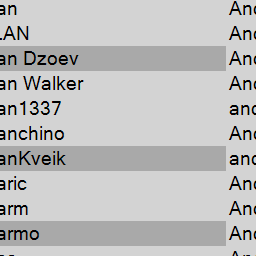 an
LAN And
an Dzoev And
an Walker And
an1337 and
anchino And
anKveik and
aric And
arm And
armo And